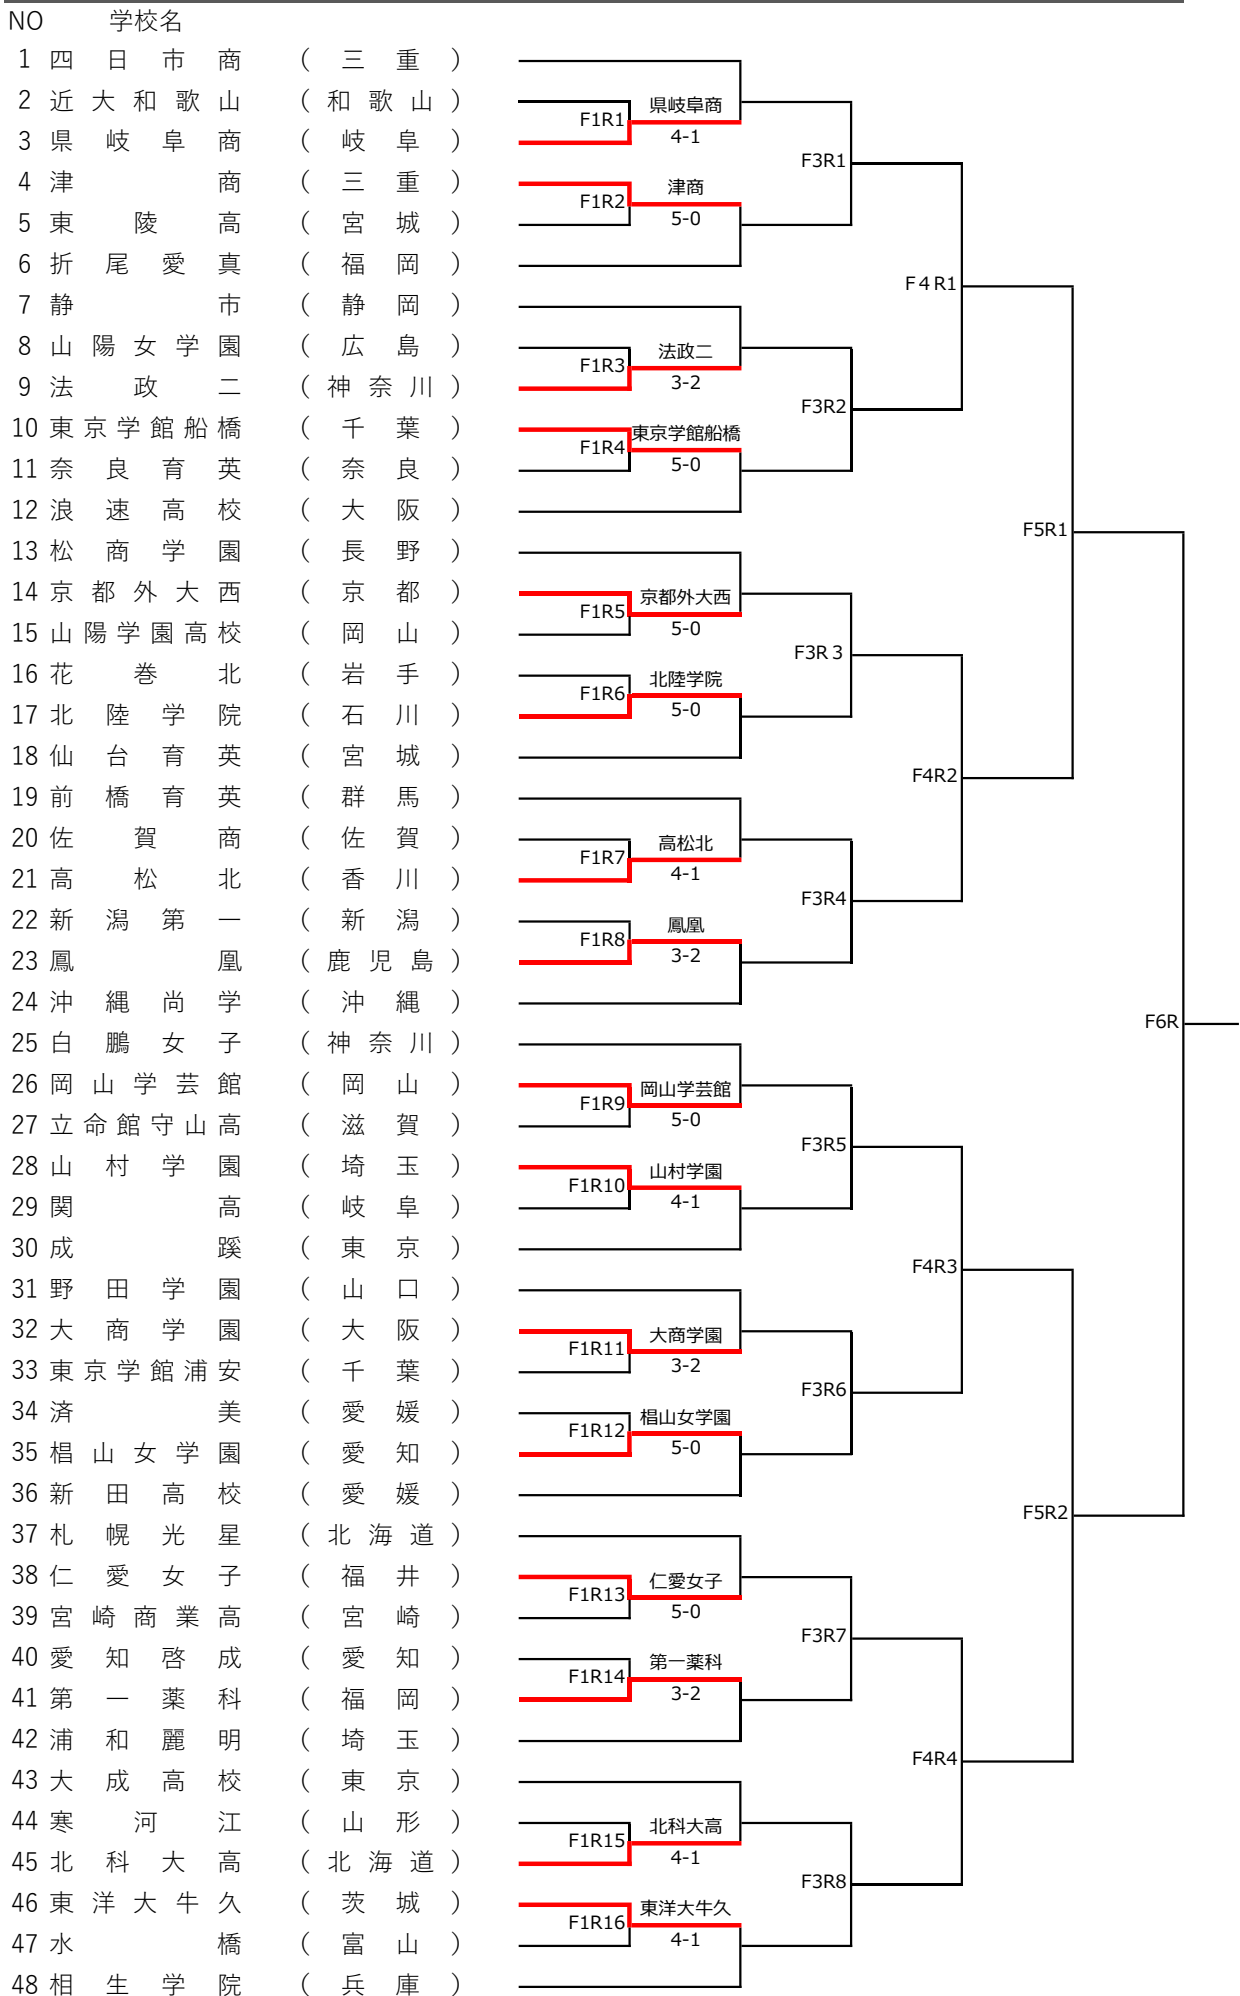 NO 学校名
1 四日市商 (三重)
2 近大和歌山 (和歌山) 県岐阜商
F1R1
3 県岐阜商 (岐阜) 4-1
F3R1
4 津商 (三重) 津商
F1R2
5 東陵高 (宮城) 5-0
6 折尾愛真 (福岡)
F４R1
7 静市 (静岡)
8 山陽女学園 (広島) 法政二
F1R3
9 法政二 (神奈川) 3-2
F3R2
10 東京学館船橋 (千葉) 東京学館船橋
F1R4
11 奈良育英 (奈良) 5-0
12 浪速高校 (大阪)
F5R1
13 松商学園 (長野)
14 京都外大西 (京都) 京都外大西
F1R5
15 山陽学園高校 (岡山) 5-0
F3R３
16 花巻北 (岩手) 北陸学院
F1R6
17 北陸学院 (石川) 5-0
18 仙台育英 (宮城)
F4R2
19 前橋育英 (群馬)
20 佐賀商 (佐賀) 高松北
F1R7
21 高松北 (香川) 4-1
F3R4
22 新潟第一 (新潟) 鳳凰
F1R8
23 鳳凰 (鹿児島) 3-2
24 沖縄尚学 (沖縄)
F6R
25 白鵬女子 (神奈川)
26 岡山学芸館 (岡山) 岡山学芸館
F1R9
27 立命館守山高 (滋賀) 5-0
F3R5
28 山村学園 (埼玉) 山村学園
F1R10
29 関高 (岐阜) 4-1
30 成蹊 (東京)
F4R3
31 野田学園 (山口)
32 大商学園 (大阪) 大商学園
F1R11
33 東京学館浦安 (千葉) 3-2
F3R6
34 済美 (愛媛) 椙山女学園
F1R12
35 椙山女学園 (愛知) 5-0
36 新田高校 (愛媛)
F5R2
37 札幌光星 (北海道)
38 仁愛女子 (福井) 仁愛女子
F1R13
39 宮崎商業高 (宮崎) 5-0
F3R7
40 愛知啓成 (愛知) 第一薬科
F1R14
41 第一薬科 (福岡) 3-2
42 浦和麗明 (埼玉)
F4R4
43 大成高校 (東京)
44 寒河江 (山形) 北科大高
F1R15
45 北科大高 (北海道) 4-1
F3R8
46 東洋大牛久 (茨城) 東洋大牛久
F1R16
47 水橋 (富山) 4-1
48 相生学院 (兵庫)